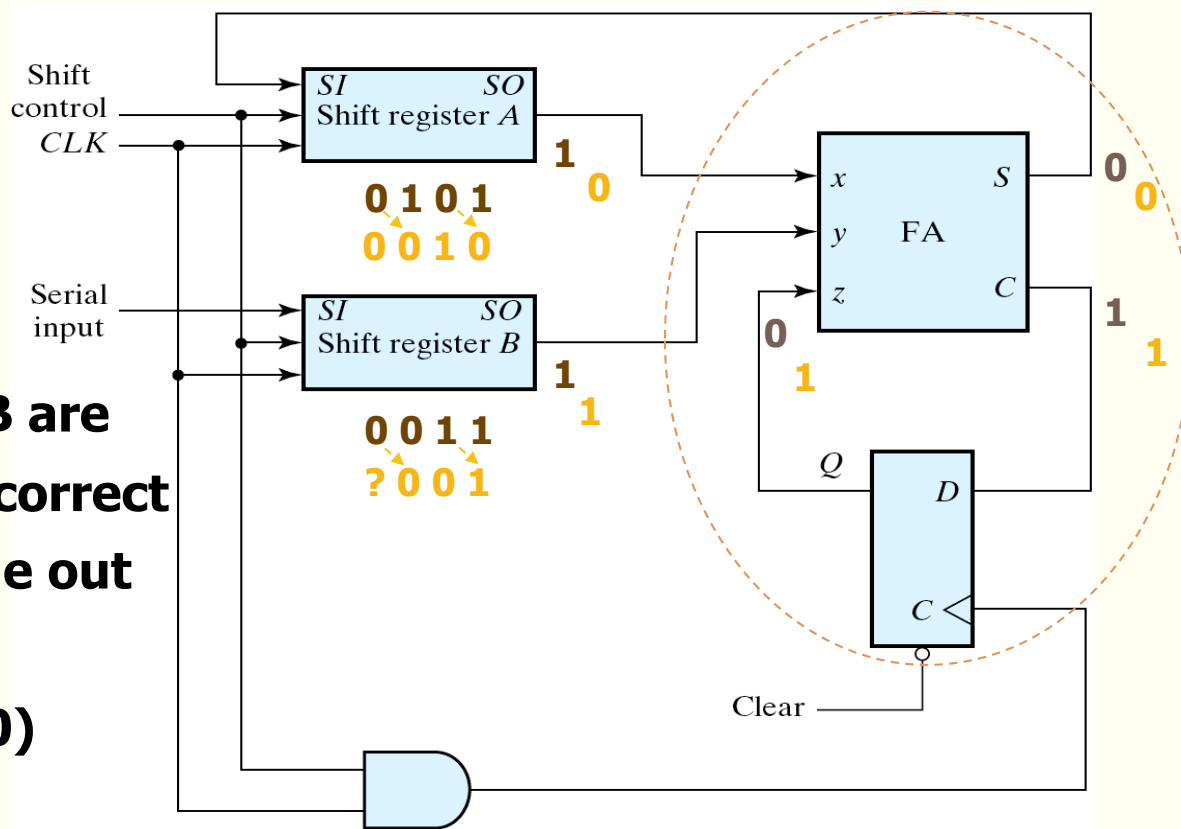 Shift
control
CLK
SI SO
Shift register A
1
0
0 1 0 1
0 0 1 0
x S
y FA
z C
0
0
1
1
0
1
Serial
input
SI SO
Shift register B
1
1
0 0 1 1
? 0 0 1
are
correct
e out
0)
Q
D
C
Clear